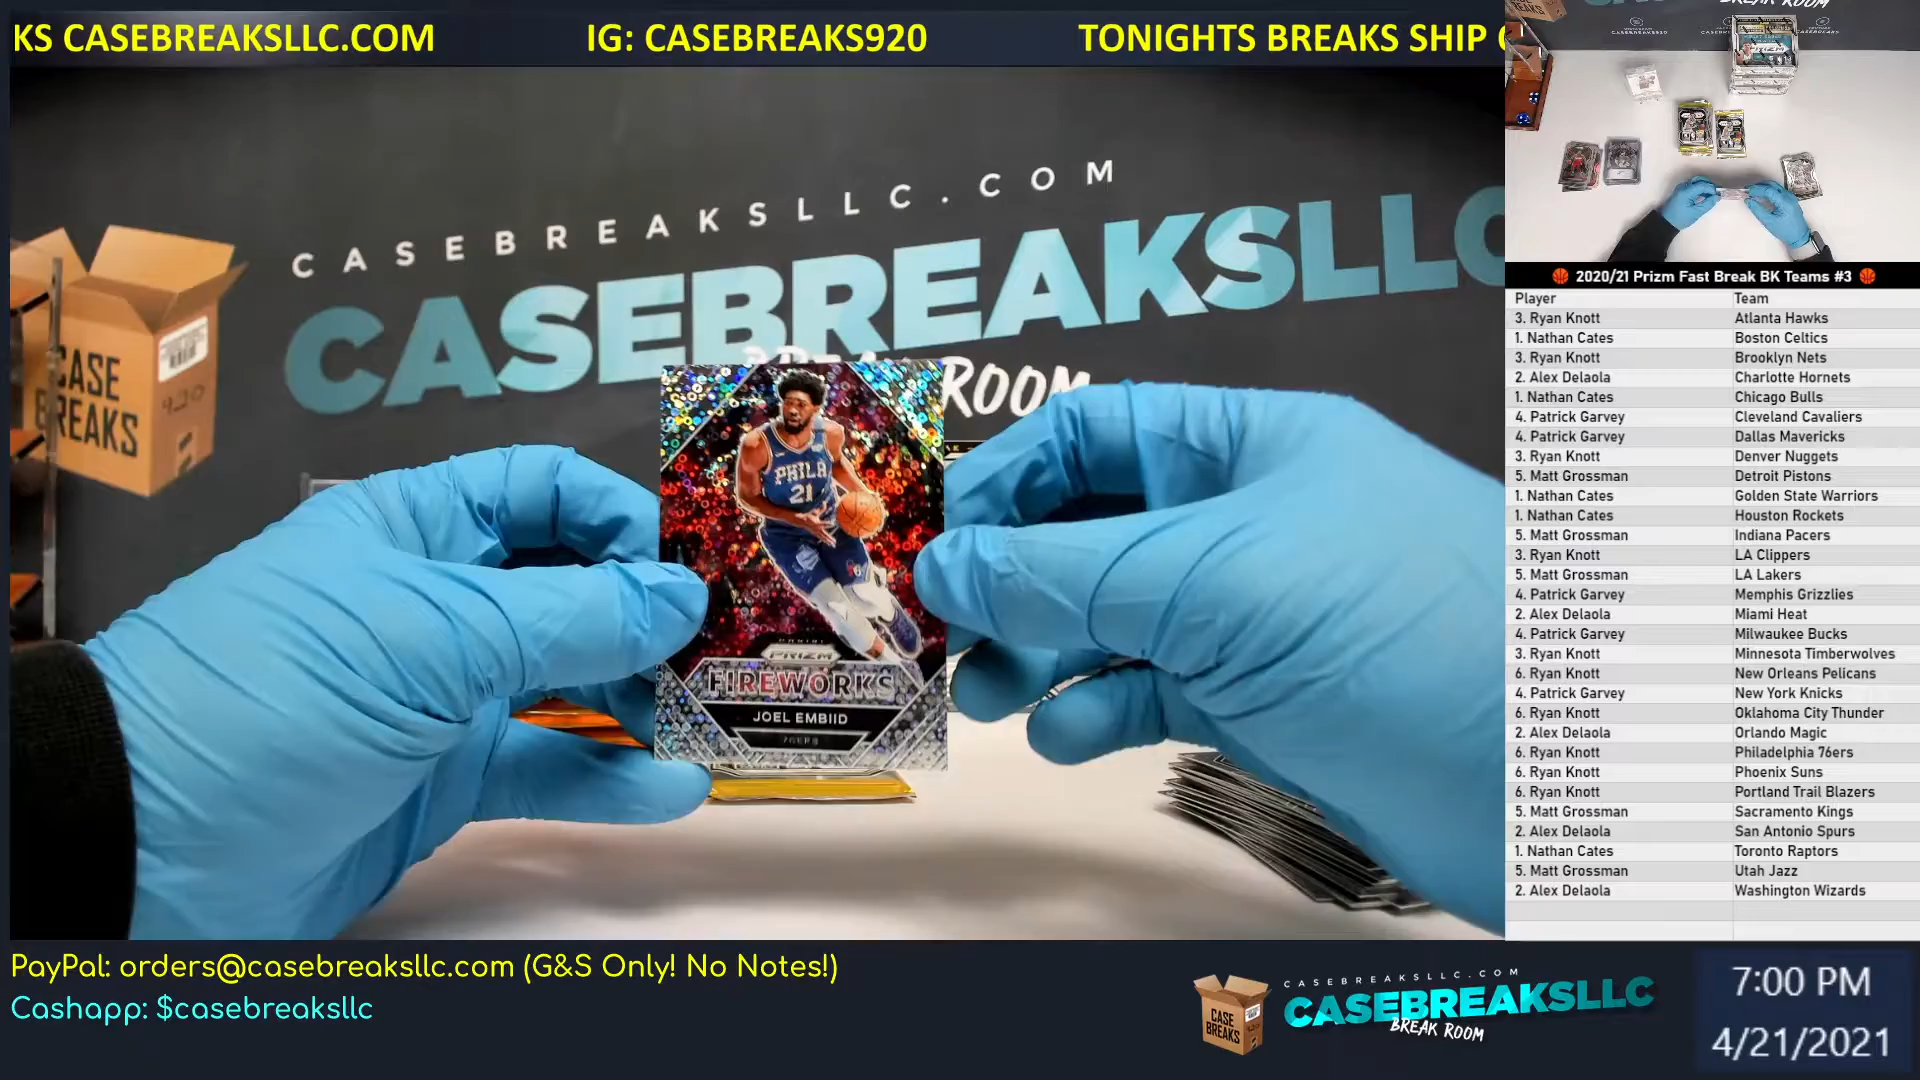 KS CASEBREAKSLLC.COM
IG: CASEBREAKS920
TONIGHTS BREAKS SHIP
CASEBREAKSLLC.COM
CASEBREAKSLLC
ROOM
CASE
BREAKS
920
PHILA
21
PANINI
PRIZM
FIREWORKS
JOEL EMBIID
76ERS
🏀 2020/21 Prizm Fast Break BK Teams #3 🏀
Player Team
3. Ryan Knott Atlanta Hawks
1. Nathan Cates Boston Celtics
3. Ryan Knott Brooklyn Nets
2. Alex Delaola Charlotte Hornets
1. Nathan Cates Chicago Bulls
4. Patrick Garvey Cleveland Cavaliers
4. Patrick Garvey Dallas Mavericks
3. Ryan Knott Denver Nuggets
5. Matt Grossman Detroit Pistons
1. Nathan Cates Golden State Warriors
1. Nathan Cates Houston Rockets
5. Matt Grossman Indiana Pacers
3. Ryan Knott LA Clippers
5. Matt Grossman LA Lakers
4. Patrick Garvey Memphis Grizzlies
2. Alex Delaola Miami Heat
4. Patrick Garvey Milwaukee Bucks
3. Ryan Knott Minnesota Timberwolves
6. Ryan Knott New Orleans Pelicans
4. Patrick Garvey New York Knicks
6. Ryan Knott Oklahoma City Thunder
2. Alex Delaola Orlando Magic
6. Ryan Knott Philadelphia 76ers
6. Ryan Knott Phoenix Suns
6. Ryan Knott Portland Trail Blazers
5. Matt Grossman Sacramento Kings
2. Alex Delaola San Antonio Spurs
1. Nathan Cates Toronto Raptors
5. Matt Grossman Utah Jazz
2. Alex Delaola Washington Wizards
PayPal: orders@casebreaksllc.com (G&S Only! No Notes!)
Cashapp: $casebreaksllc
CASE
BREAKS
CASEBREAKSLLC.COM
CASEBREAKSLLC
BREAK ROOM
7:00 PM
4/21/2021